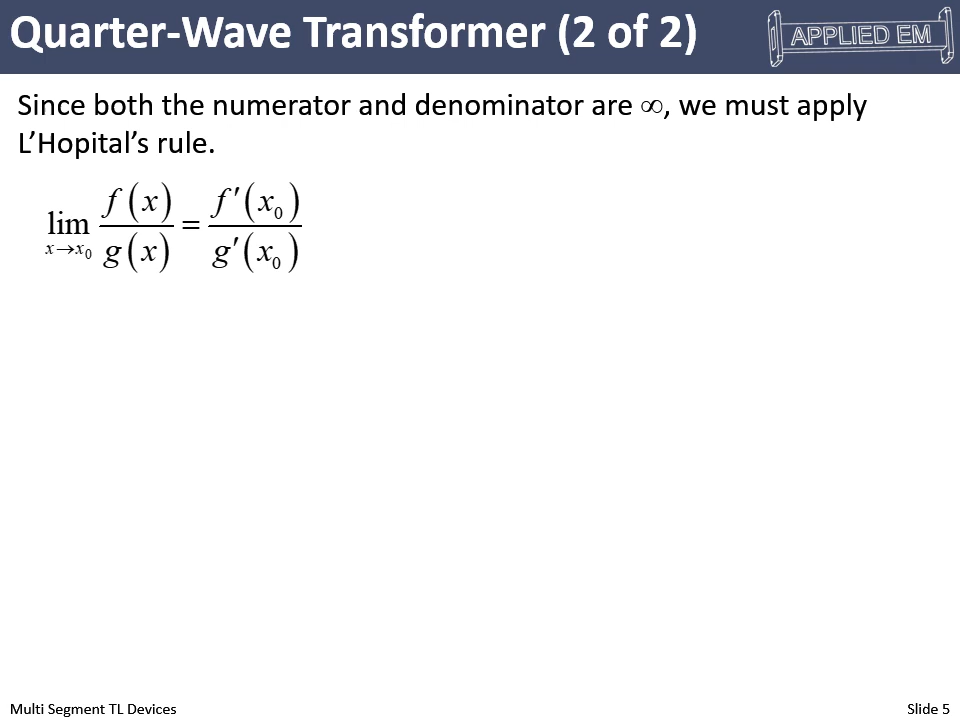 Quarter-Wave Transformer (2 of 2)
APPLIED EM
Since both the numerator and denominator are ∞, we must apply
L’Hopital’s rule.
lim_{x→x₀} f(x)/g(x) = f′(x₀)/g′(x₀)
Multi Segment TL Devices
Slide 5